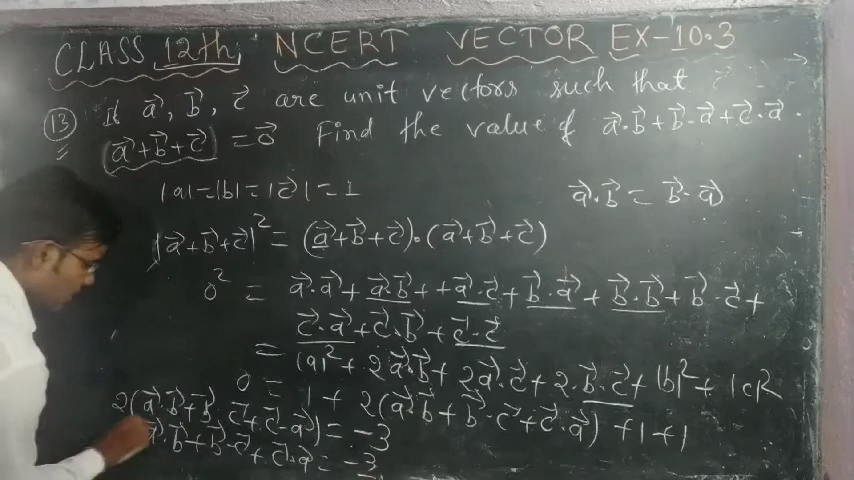 CLASS 12th, NCERT VECTOR EX-10.3
(13) If a⃗, b⃗, c⃗ are unit vectors such that
(a⃗+b⃗+c⃗) = 0⃗ Find the value of a⃗·b⃗+b⃗·a⃗+c⃗·a⃗.
|a|=|b|=|c⃗|=1 a⃗·b⃗ = b⃗·a⃗
|a⃗+b⃗+c⃗|² = (a⃗+b⃗+c⃗)·(a⃗+b⃗+c⃗)
0² = a⃗·a⃗+a⃗·b⃗++a⃗·c⃗+b⃗·a⃗+b⃗·b⃗+b⃗·c⃗+
c⃗·a⃗+c⃗·b⃗+c⃗·c⃗
= |a|²+2a⃗·b⃗+2a⃗·c⃗+2·b⃗·c⃗+|b|²+|c|²
0 = 1+2(a⃗·b⃗+b⃗·c⃗+c⃗·a⃗)+1+1
2(a⃗·b⃗+b⃗·c⃗+c⃗·a⃗) = -3
a⃗·b⃗+b⃗·c⃗+c⃗·a⃗ = -3